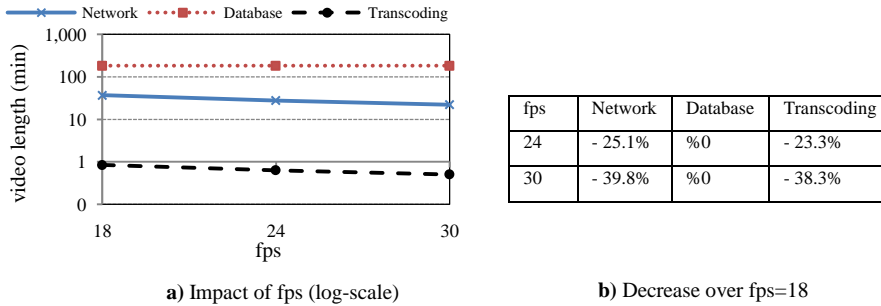 Network Database Transcoding
video length (min)
1,000
100
10
1
0
18 24 30
fps
a) Impact of fps (log-scale)
fps Network Database Transcoding
24 - 25.1% %0 - 23.3%
30 - 39.8% %0 - 38.3%
b) Decrease over fps=18